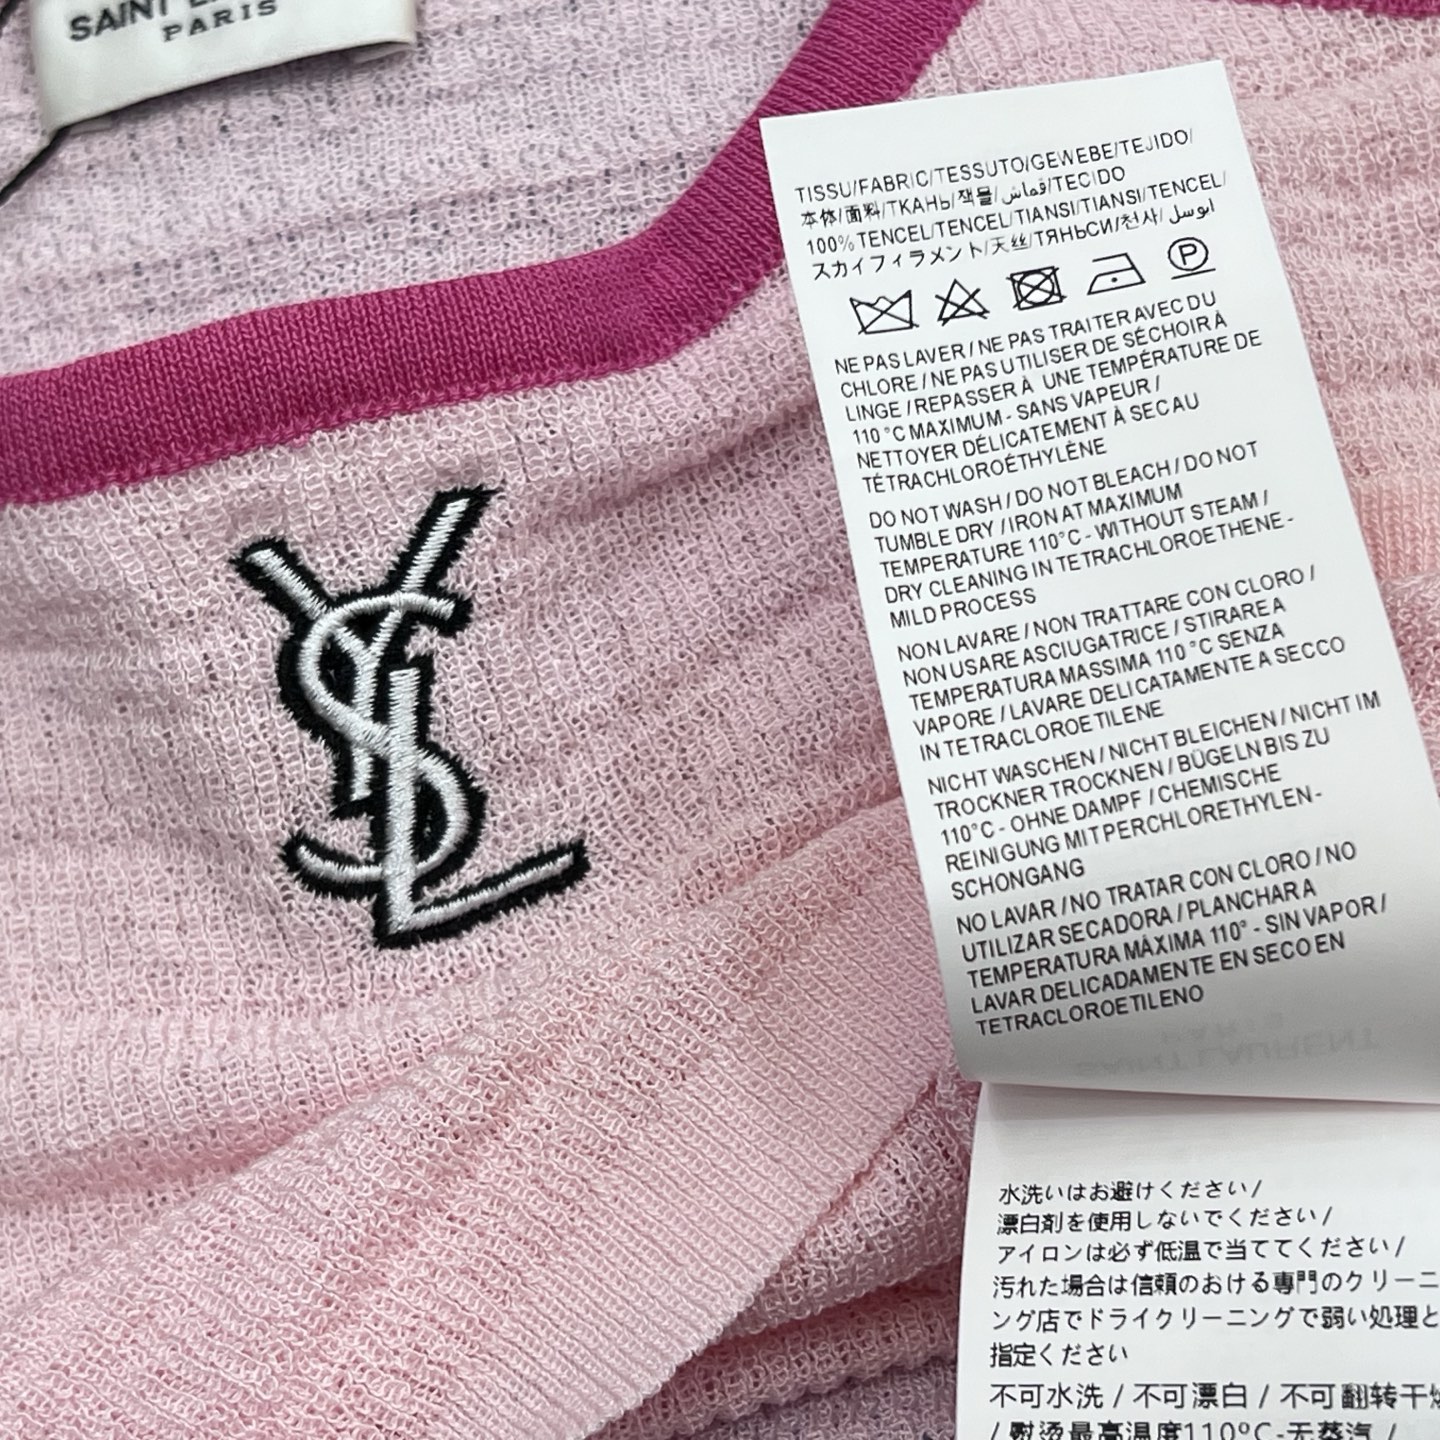 SAINT
PARIS
YSL
TISSU/FABRIC/TESSUTO/GEWEBE/TEJIDO/
本体/面料/ТКАНЬ/잭물/قماش/TECIDO
100% TENCEL/TENCEL/TIANSI/TIANSI/TENCEL/
スカイフィラメント/天丝/ТЯНЬСИ/천사/ابوسل
P
NE PAS LAVER / NE PAS TRAITER AVEC DU
CHLORE / NE PAS UTILISER DE SÉCHOIR À
LINGE / REPASSER À UNE TEMPÉRATURE DE
110 °C MAXIMUM - SANS VAPEUR /
NETTOYER DÉLICATEMENT À SEC AU
TÉTRACHLOROÉTHYLÈNE
DO NOT WASH / DO NOT BLEACH / DO NOT
TUMBLE DRY / IRON AT MAXIMUM
TEMPERATURE 110°C - WITHOUT STEAM /
DRY CLEANING IN TETRACHLOROETHENE -
MILD PROCESS
NON LAVARE / NON TRATTARE CON CLORO /
NON USARE ASCIUGATRICE / STIRARE A
TEMPERATURA MASSIMA 110 °C SENZA
VAPORE / LAVARE DELICATAMENTE A SECCO
IN TETRACLOROETILENE
NICHT WASCHEN / NICHT BLEICHEN / NICHT IM
TROCKNER TROCKNEN / BÜGELN BIS ZU
110°C - OHNE DAMPF / CHEMISCHE
REINIGUNG MIT PERCHLORETHYLEN -
SCHONGANG
NO LAVAR / NO TRATAR CON CLORO / NO
UTILIZAR SECADORA / PLANCHAR A
TEMPERATURA MÁXIMA 110° - SIN VAPOR /
LAVAR DELICADAMENTE EN SECO EN
TETRACLOROETILENO
水洗いはお避けください/
漂白剤を使用しないでください/
アイロンは必ず低温で当ててください/
汚れた場合は信頼のおける専門のクリーニ
ング店でドライクリーニングで弱い処理と
指定ください
不可水洗 / 不可漂白 / 不可翻转干燥
/ 熨烫最高温度110ºC-无蒸汽 /